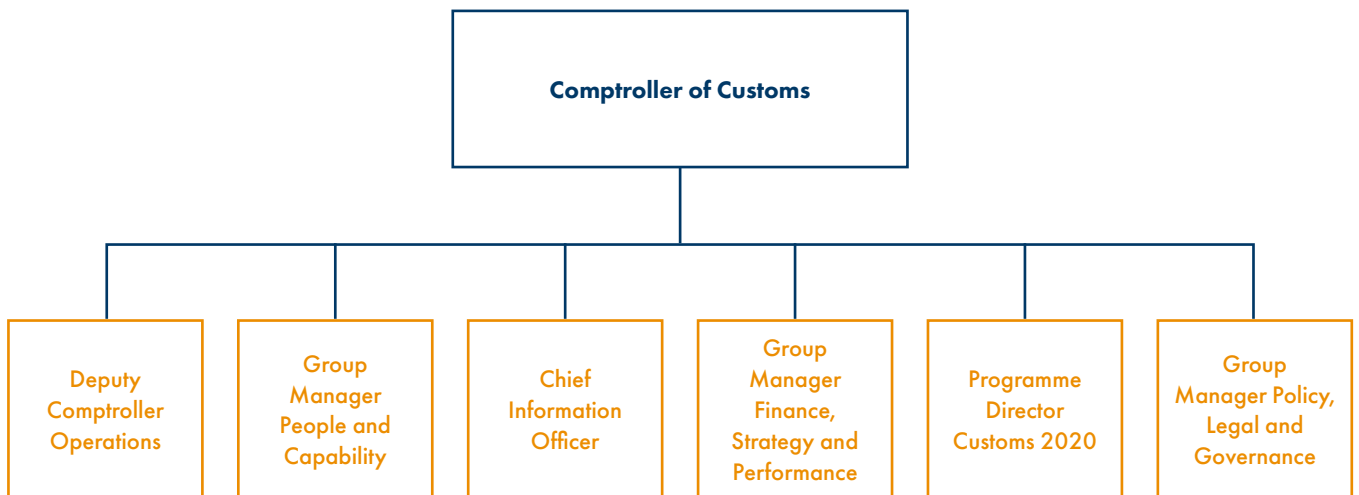 Comptroller of Customs
Deputy
Comptroller
Operations
Group
Manager
People and
Capability
Chief
Information
Officer
Group
Manager
Finance,
Strategy and
Performance
Programme
Director
Customs 2020
Group
Manager Policy,
Legal and
Governance